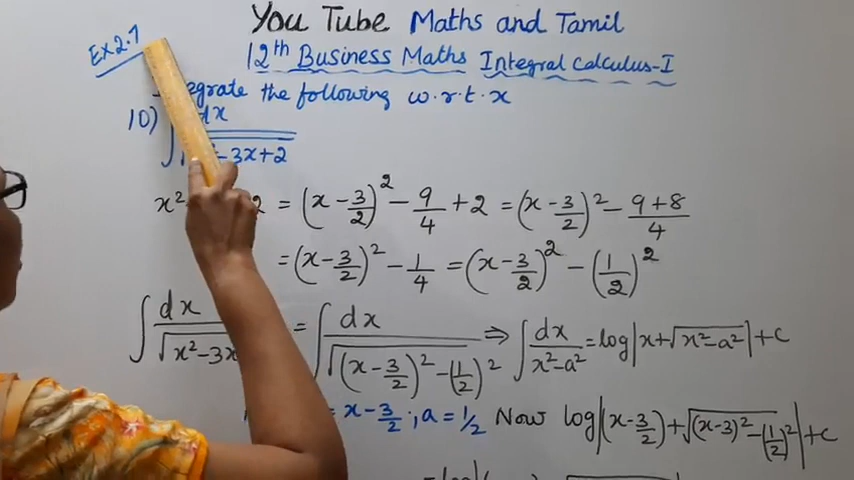 You Tube Maths and Tamil
Ex 2.7
12th Business Maths Integral calculus-I
egrate the following w.r.t.x
10) ∫ dx
√ -3x+2
x² 2 = (x-3/2)² - 9/4 + 2 = (x-3/2)² - 9+8/4
= (x-3/2)² - 1/4 = (x-3/2)² - (1/2)²
∫ dx/√x²-3x = ∫ dx/√(x-3/2)²-(1/2)² ⇒ ∫ dx/x²-a² = log|x+√x²-a²|+c
= x-3/2 ; a=1/2 Now log|(x-3/2)+√(x-3)²-(1/2)²|+c